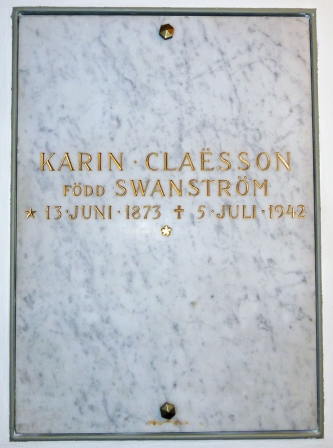 KARIN · CLAËSSON
FÖDD SWANSTRÖM
★ 13 · JUNI · 1873 ✝ 5 · JULI · 1942